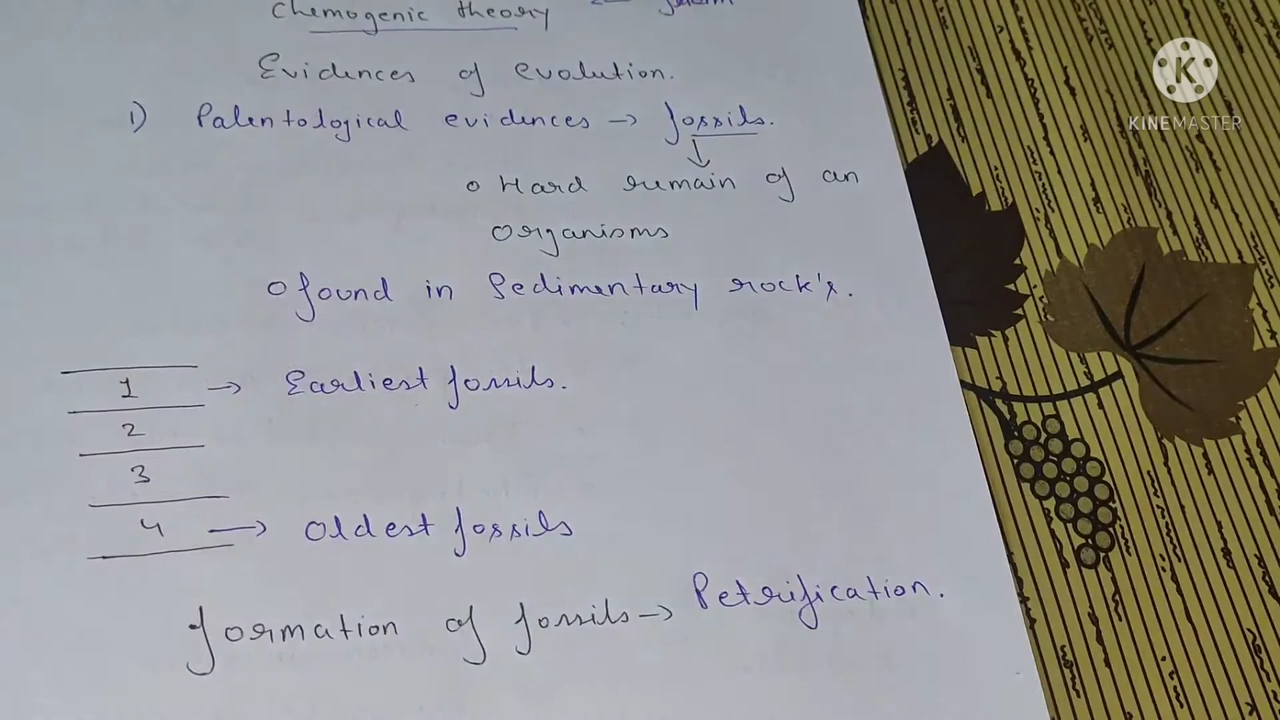 Chemogenic theory
Evidences of evolution.
1) Palentological evidences → fossils.
↓
o Hard remain of an
organisms
o found in Sedimentary rock's.
1 → Earliest fossils.
2
3
4 → Oldest fossils
formation of fossils → Petrification.
K
KINEMASTER